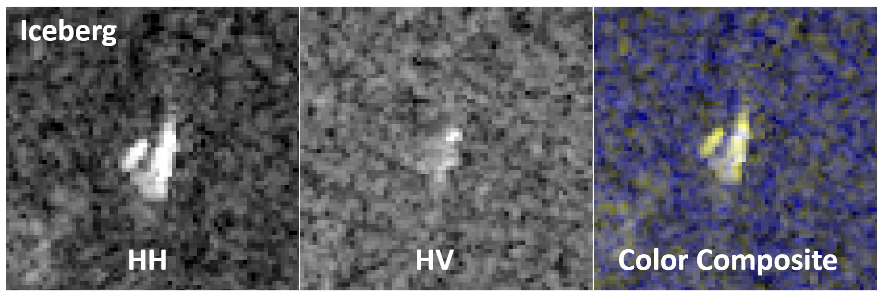 Iceberg
HH
HV
Color Composite